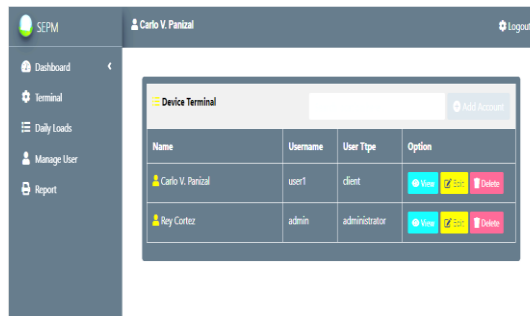 SEPM
Carlo V. Panizal
Logout
Dashboard
Terminal
Daily Loads
Manage User
Report
Device Terminal
Add Account
Name Username User Ttpe Option
Carlo V. Panizal user1 client View Edit Delete
Rey Cortez admin administrator View Edit Delete